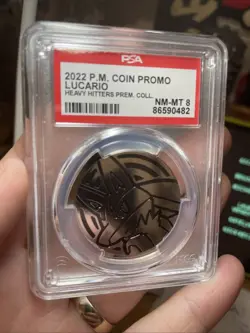 PSA
2022 P.M. COIN PROMO
LUCARIO
HEAVY HITTERS PREM. COLL.
NM-MT 8
86590482